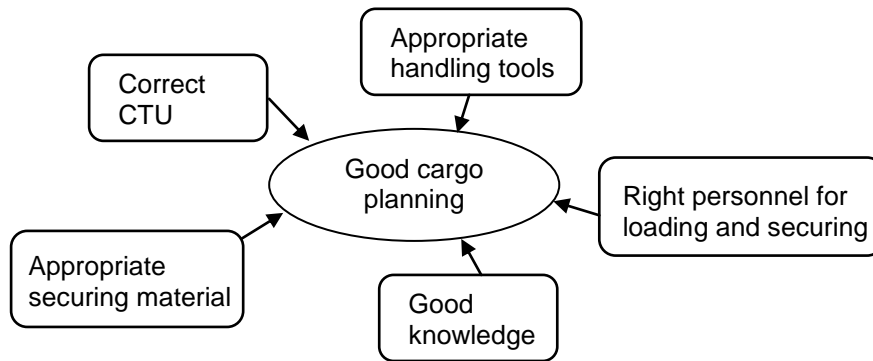 Appropriate
handling tools
Correct
CTU
Good cargo
planning
Right personnel for
loading and securing
Appropriate
securing material
Good
knowledge